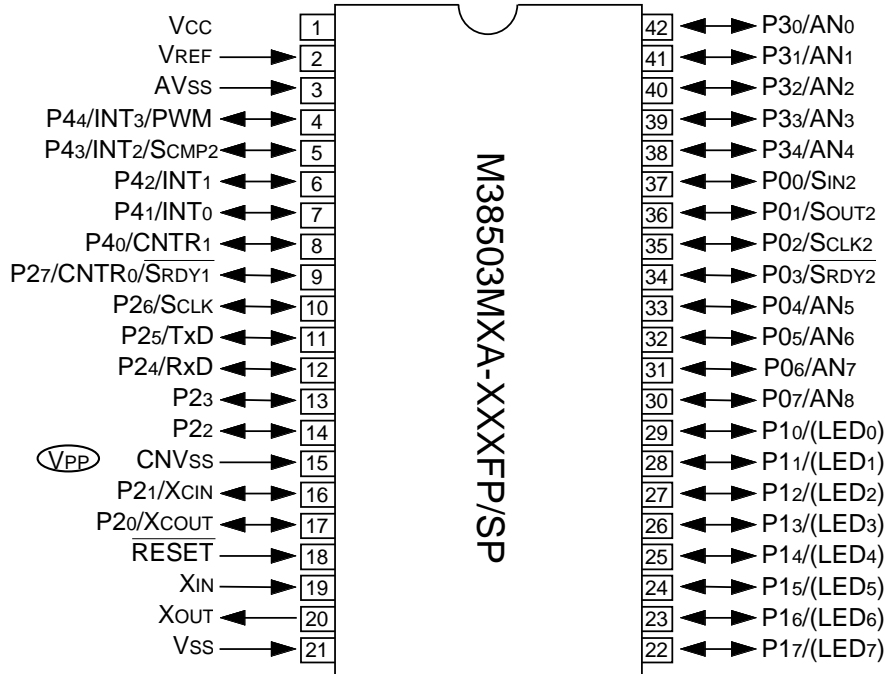 VCC 1
VREF 2
AVSS 3
P44/INT3/PWM 4
P43/INT2/SCMP2 5
P42/INT1 6
P41/INT0 7
P40/CNTR1 8
P27/CNTR0/SRDY1 9
P26/SCLK 10
P25/TxD 11
P24/RxD 12
P23 13
P22 14
VPP CNVSS 15
P21/XCIN 16
P20/XCOUT 17
RESET 18
XIN 19
XOUT 20
VSS 21
M38503MXA-XXXFP/SP
42 P30/AN0
41 P31/AN1
40 P32/AN2
39 P33/AN3
38 P34/AN4
37 P00/SIN2
36 P01/SOUT2
35 P02/SCLK2
34 P03/SRDY2
33 P04/AN5
32 P05/AN6
31 P06/AN7
30 P07/AN8
29 P10/(LED0)
28 P11/(LED1)
27 P12/(LED2)
26 P13/(LED3)
25 P14/(LED4)
24 P15/(LED5)
23 P16/(LED6)
22 P17/(LED7)